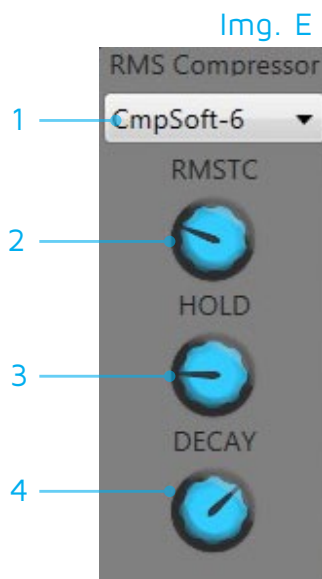 Img. E
RMS Compressor
1
CmpSoft-6
RMSTC
2
HOLD
3
DECAY
4